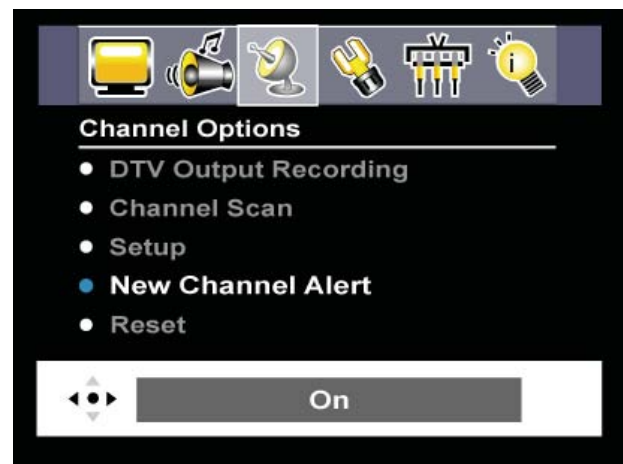 Channel Options
DTV Output Recording
Channel Scan
Setup
New Channel Alert
Reset
On